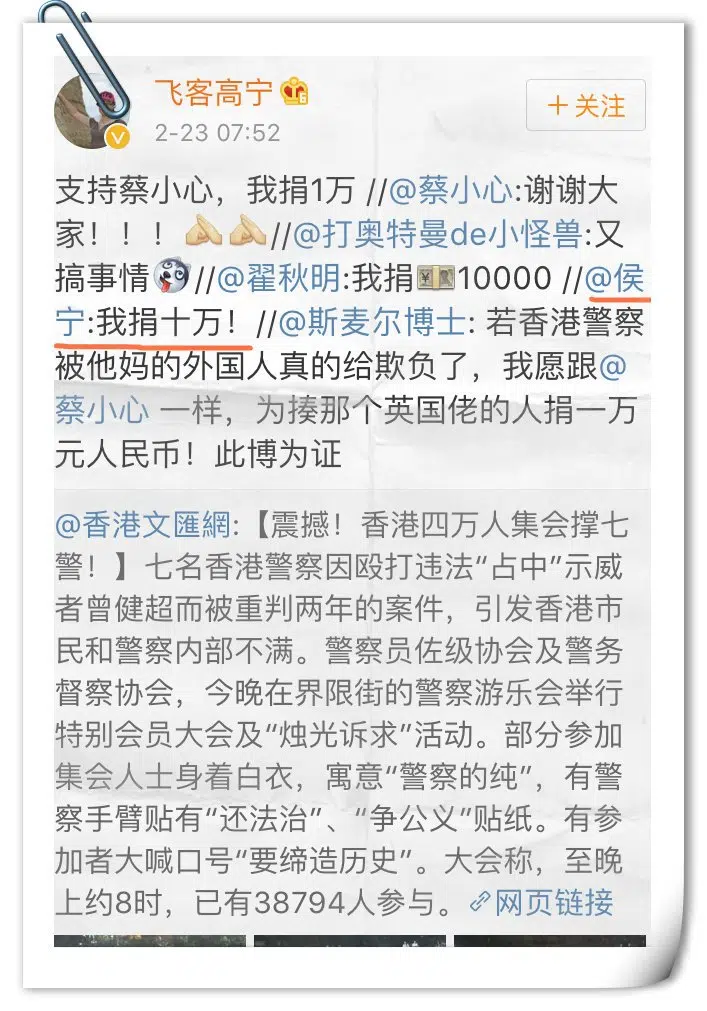 飞客高宁
2-23 07:52
+关注
支持蔡小心，我捐1万 //@蔡小心:谢谢大
家！！！ //@打奥特曼de小怪兽:又
搞事情//@翟秋明:我捐10000 //@侯
宁:我捐十万！ //@斯麦尔博士: 若香港警察
被他妈的外国人真的给欺负了，我愿跟@
蔡小心 一样，为揍那个英国佬的人捐一万
元人民币！此博为证
@香港文匯網:【震撼！香港四万人集会撑七
警！】七名香港警察因殴打违法“占中”示威
者曾健超而被重判两年的案件，引发香港市
民和警察内部不满。警察员佐级协会及警务
督察协会，今晚在界限街的警察游乐会举行
特别会员大会及“烛光诉求”活动。部分参加
集会人士身着白衣，寓意“警察的纯”，有警
察手臂贴有“还法治”、“争公义”贴纸。有参
加者大喊口号“要缔造历史”。大会称，至晚
上约8时，已有38794人参与。网页链接